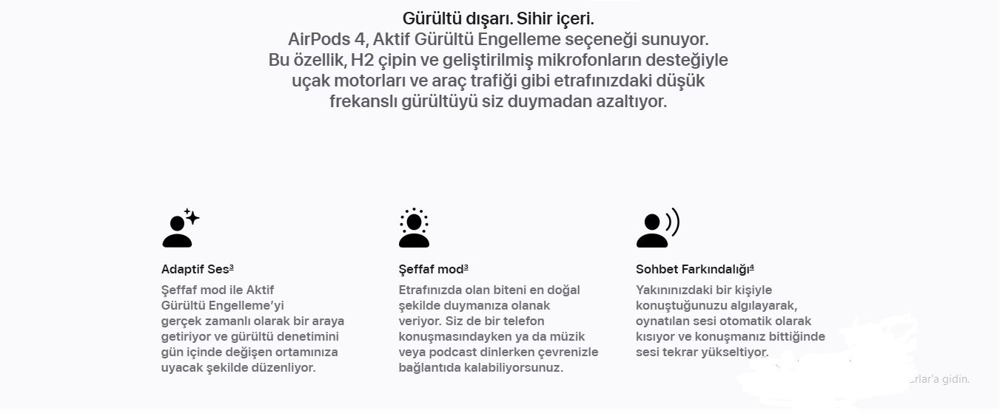 Gürültü dışarı. Sihir içeri.
AirPods 4, Aktif Gürültü Engelleme seçeneği sunuyor.
Bu özellik, H2 çipin ve geliştirilmiş mikrofonların desteğiyle
uçak motorları ve araç trafiği gibi etrafınızdaki düşük
frekanslı gürültüyü siz duymadan azaltıyor.
Adaptif Ses³
Şeffaf mod ile Aktif
Gürültü Engelleme’yi
gerçek zamanlı olarak bir araya
getiriyor ve gürültü denetimini
gün içinde değişen ortamınıza
uyacak şekilde düzenliyor.
Şeffaf mod³
Etrafınızda olan biteni en doğal
şekilde duymanıza olanak
veriyor. Siz de bir telefon
konuşmasındayken ya da müzik
veya podcast dinlerken çevrenizle
bağlantıda kalabiliyorsunuz.
Sohbet Farkındalığı⁴
Yakınınızdaki bir kişiyle
konuştuğunuzu algılayarak,
oynatılan sesi otomatik olarak
kısıyor ve konuşmanız bittiğinde
sesi tekrar yükseltiyor.
gidin.